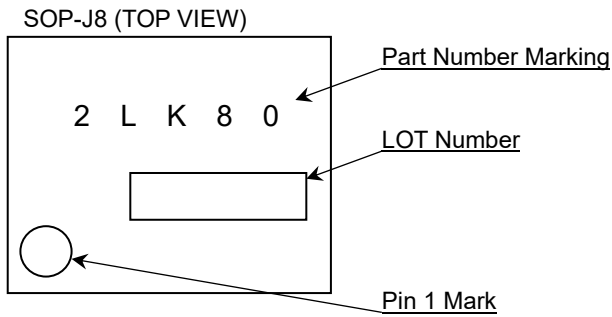 SOP-J8 (TOP VIEW)
Part Number Marking
2 L K 8 0
LOT Number
Pin 1 Mark